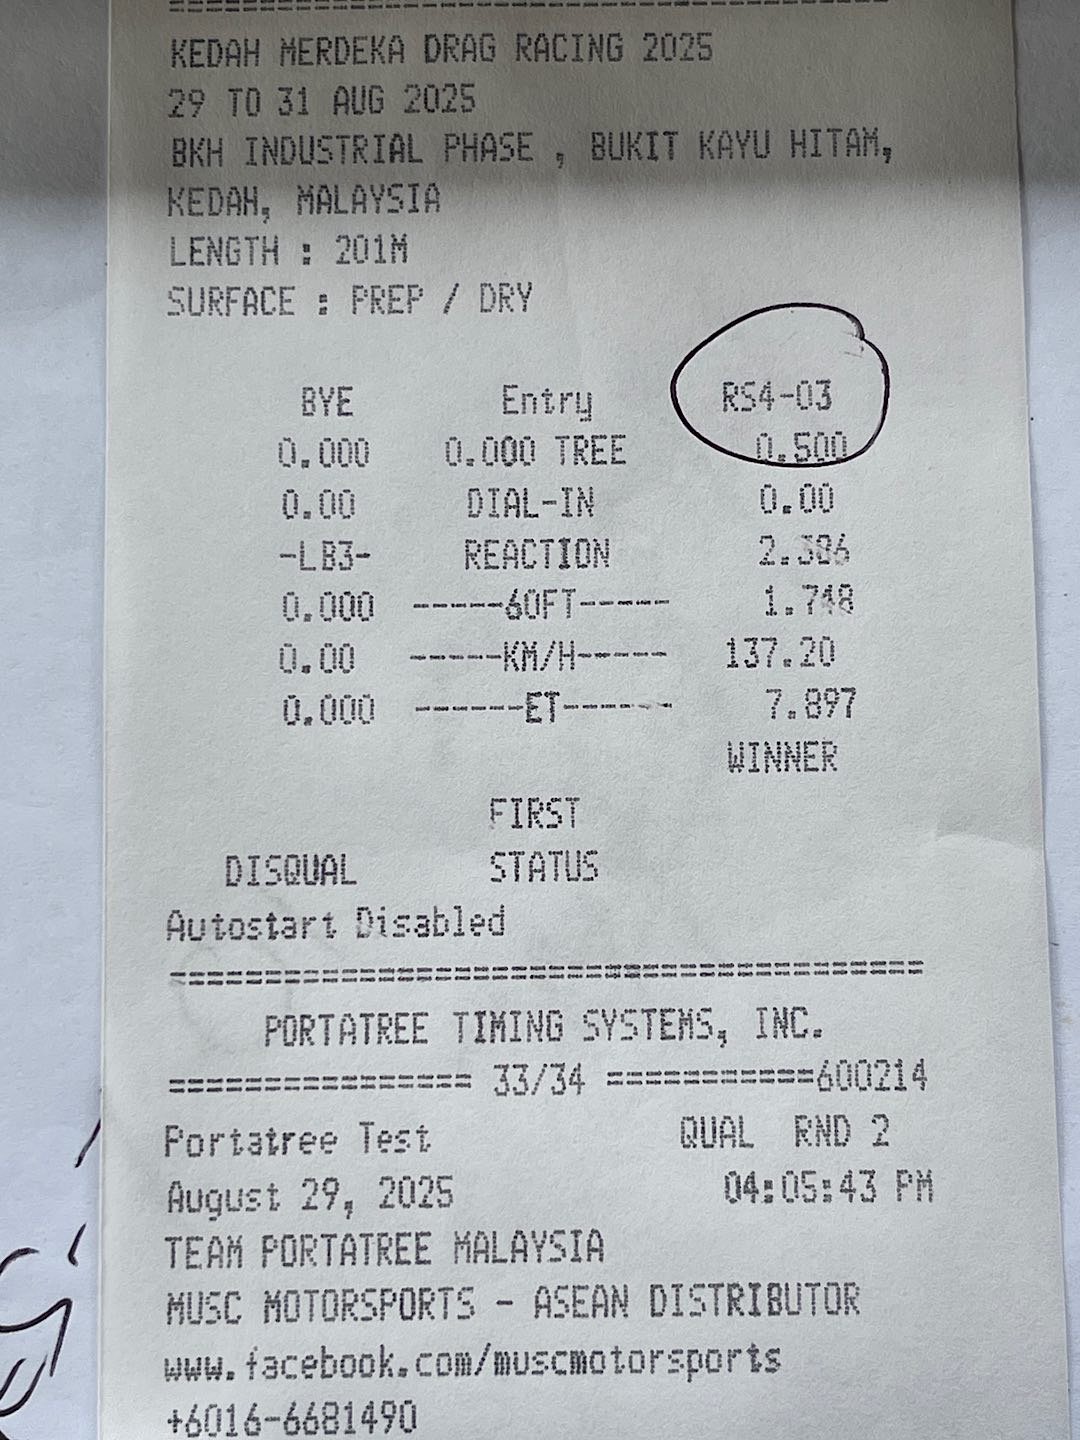 =======================================
KEDAH MERDEKA DRAG RACING 2025
29 TO 31 AUG 2025
BKH INDUSTRIAL PHASE , BUKIT KAYU HITAM,
KEDAH, MALAYSIA
LENGTH : 201M
SURFACE : PREP / DRY
BYE Entry RS4-03
0.000 0.000 TREE 0.500
0.00 DIAL-IN 0.00
-LB3- REACTION 2.386
0.000 -----60FT----- 1.748
0.00 -----KM/H----- 137.20
0.000 ------ET------ 7.897
WINNER
FIRST
DISQUAL STATUS
Autostart Disabled
=========================================
PORTATREE TIMING SYSTEMS, INC.
================ 33/34 ===========600214
Portatree Test QUAL RND 2
August 29, 2025 04:05:43 PM
TEAM PORTATREE MALAYSIA
MUSC MOTORSPORTS - ASEAN DISTRIBUTOR
www.facebook.com/muscmotorsports
+6016-6681490